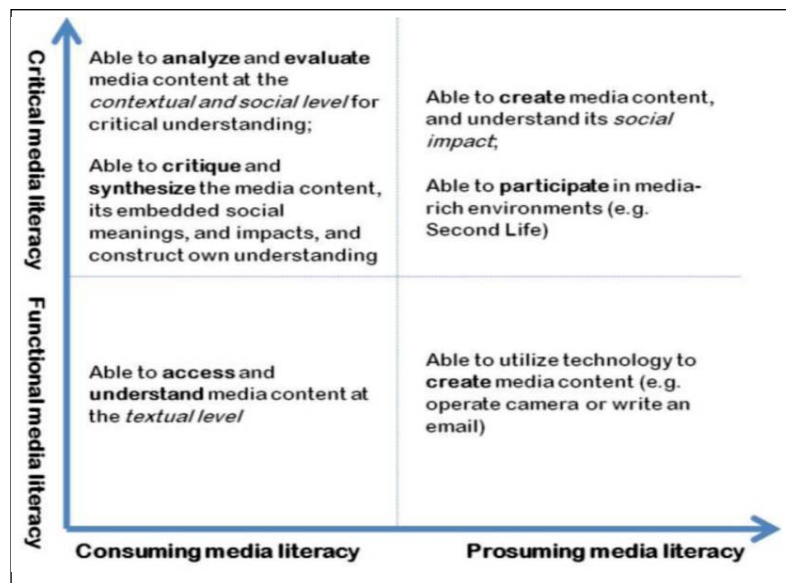 Critical media literacy
Able to analyze and evaluate
media content at the
contextual and social level for
critical understanding;
Able to critique and
synthesize the media content,
its embedded social
meanings, and impacts, and
construct own understanding
Able to create media content,
and understand its social
impact;
Able to participate in media-
rich environments (e.g.
Second Life)
Functional media literacy
Able to access and
understand media content at
the textual level
Able to utilize technology to
create media content (e.g.
operate camera or write an
email)
Consuming media literacy
Prosuming media literacy